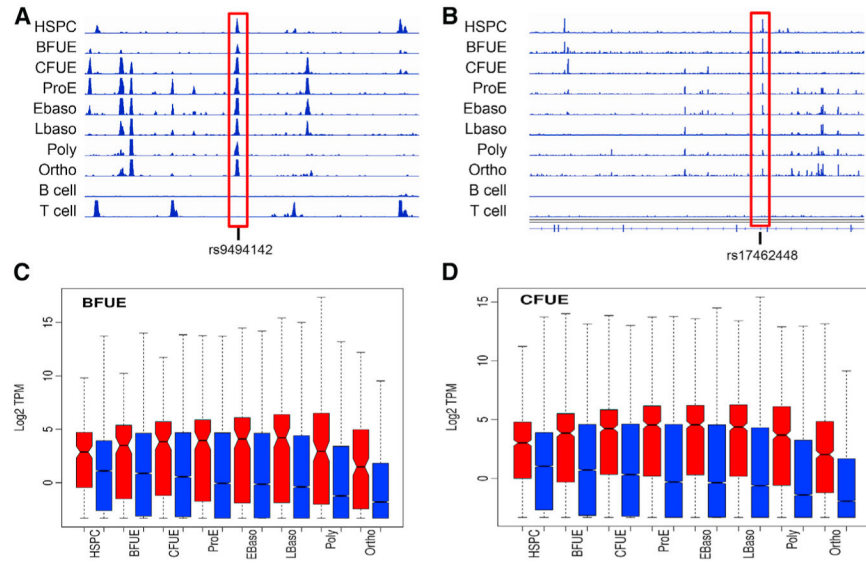 A
HSPC
BFUE
CFUE
ProE
Ebaso
Lbaso
Poly
Ortho
B cell
T cell
rs9494142
B
HSPC
BFUE
CFUE
ProE
Ebaso
Lbaso
Poly
Ortho
B cell
T cell
rs17462448
C
BFUE
Log2 TPM
15
10
5
0
HSPC
BFUE
CFUE
ProE
EBaso
LBaso
Poly
Ortho
D
CFUE
Log2 TPM
15
10
5
0
HSPC
BFUE
CFUE
ProE
EBaso
LBaso
Poly
Ortho